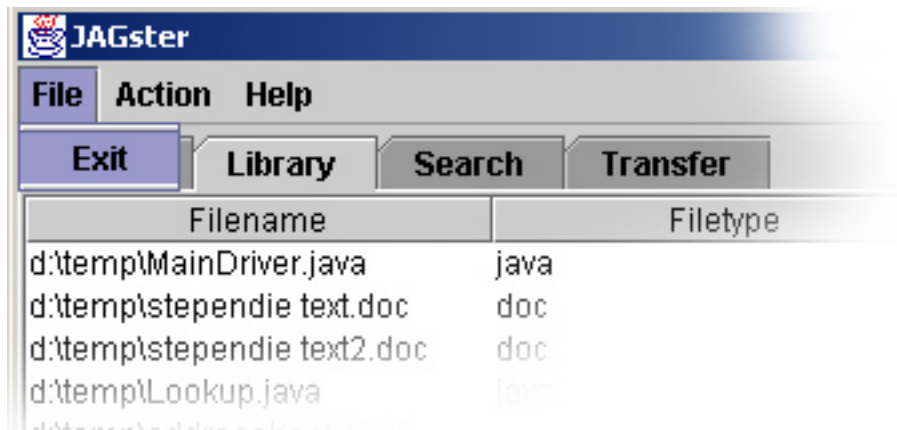 JAGster
File Action Help
Exit Library Search Transfer
Filename Filetype
d:\temp\MainDriver.java java
d:\temp\stependie text.doc doc
d:\temp\stependie text2.doc doc
d:\temp\Lookup.java java